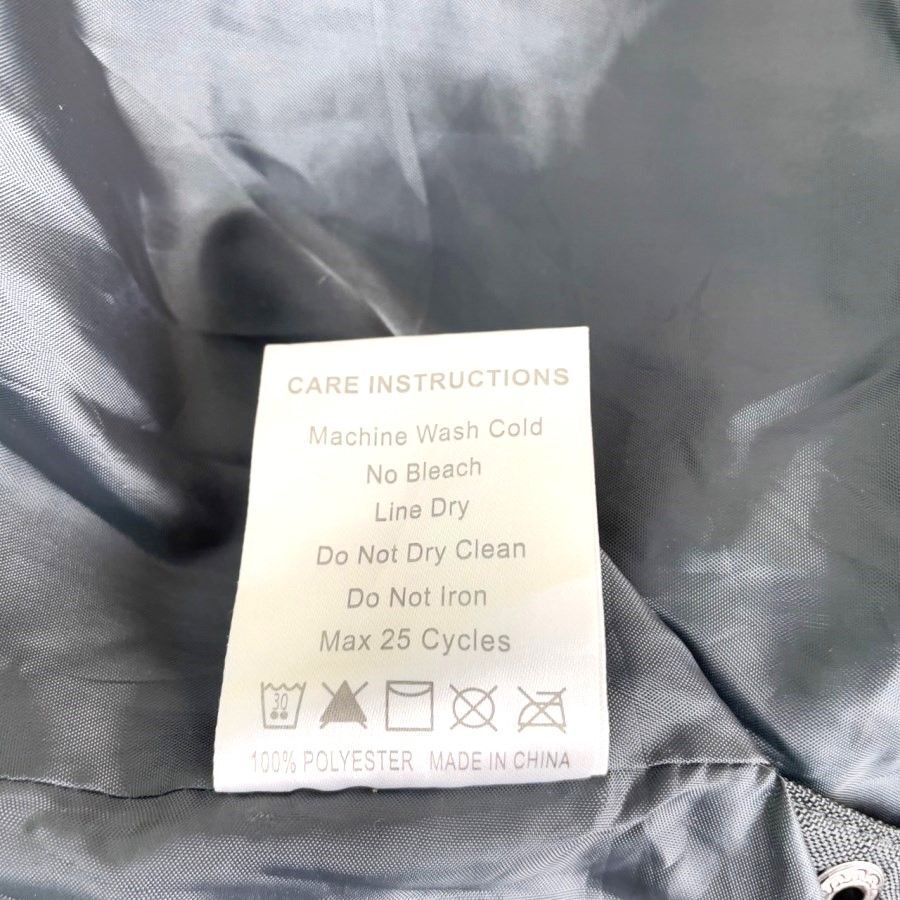 CARE INSTRUCTIONS
Machine Wash Cold
No Bleach
Line Dry
Do Not Dry Clean
Do Not Iron
Max 25 Cycles
30
100% POLYESTER MADE IN CHINA